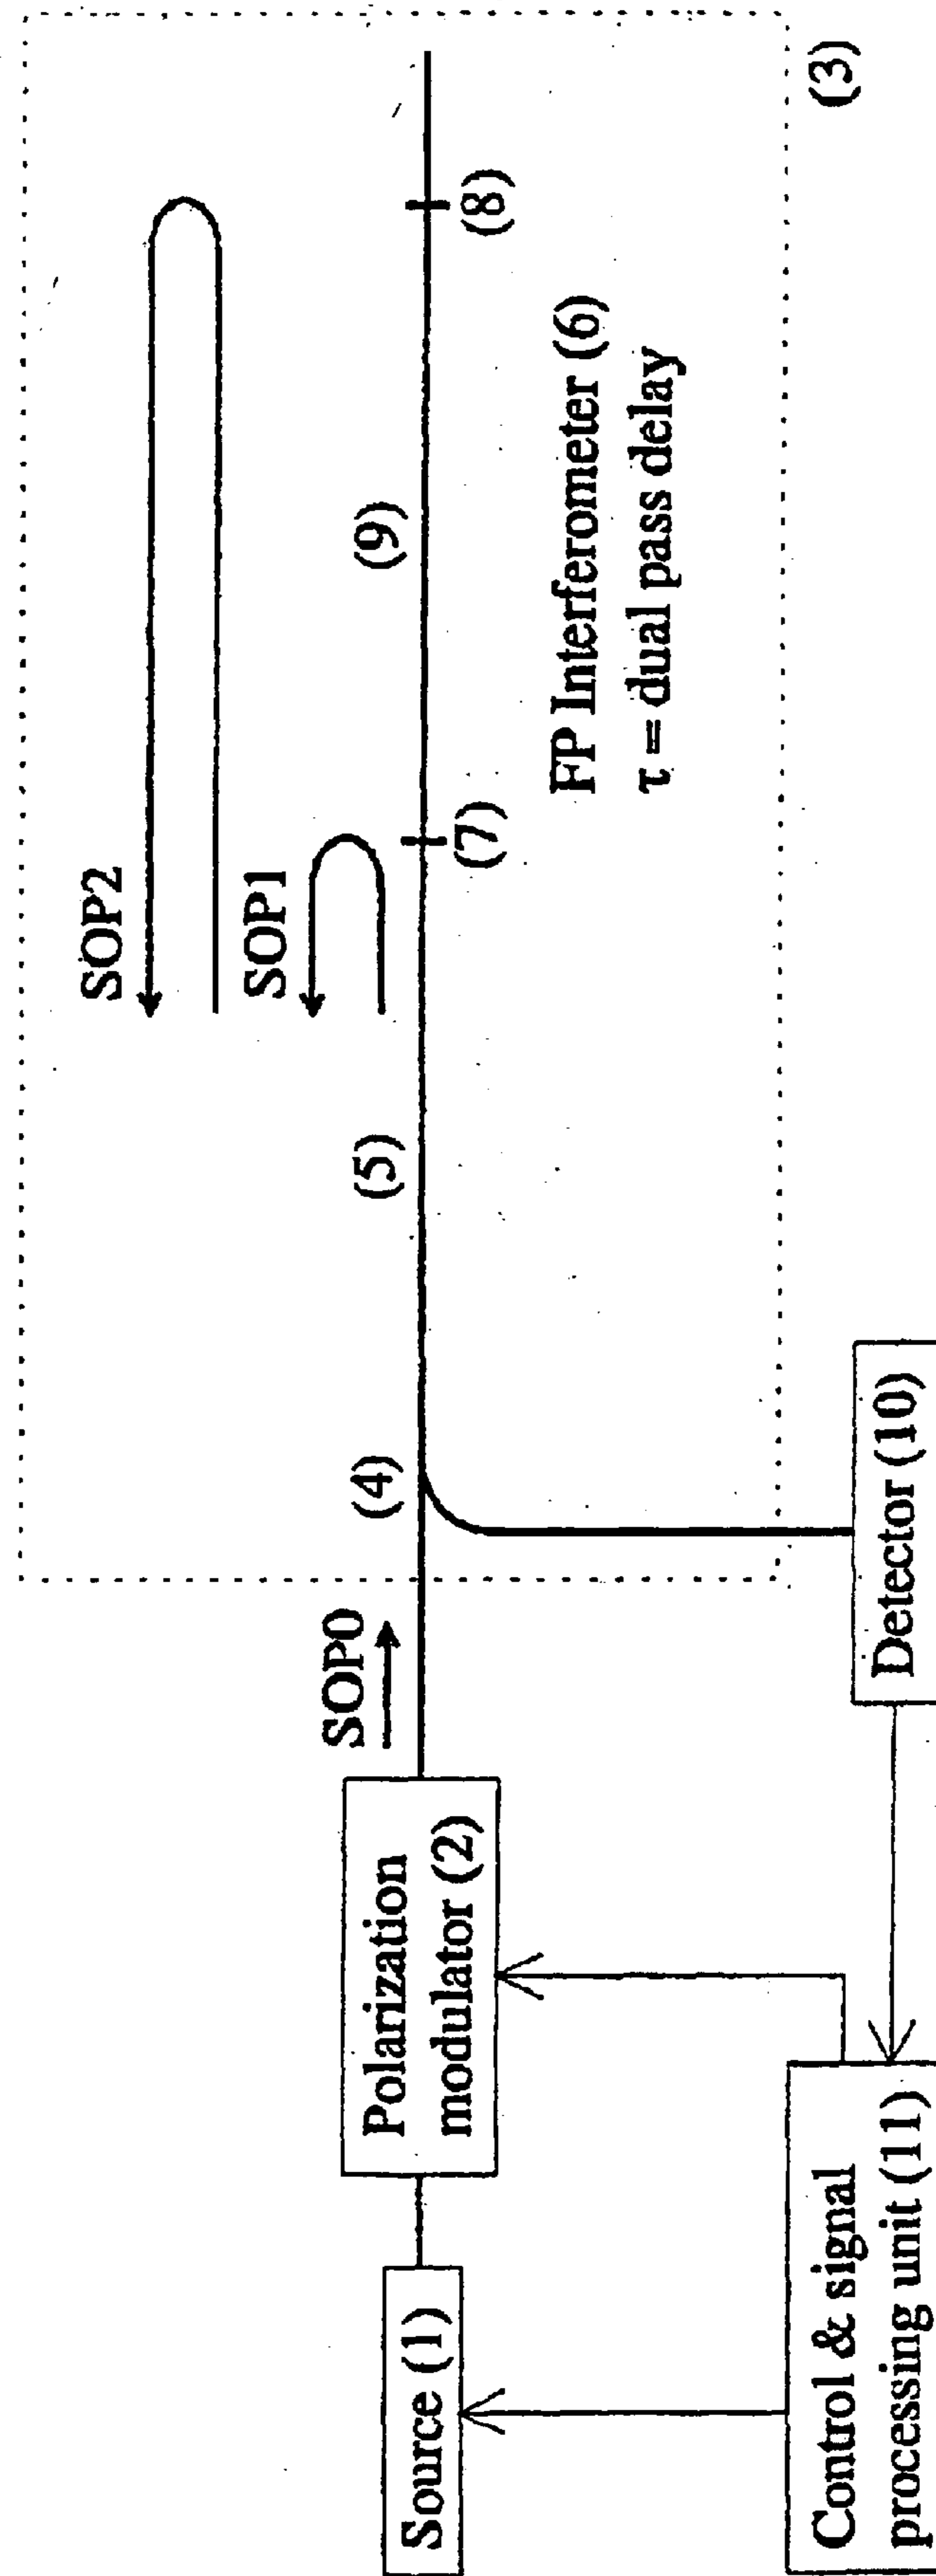 SOP2
SOP1
SOP0
(4)
(5)
(9)
(7)
(8)
Source (1)
Polarization
modulator (2)
FP Interferometer (6)
τ = dual pass delay
(3)
Control & signal
processing unit (11)
Detector (10)